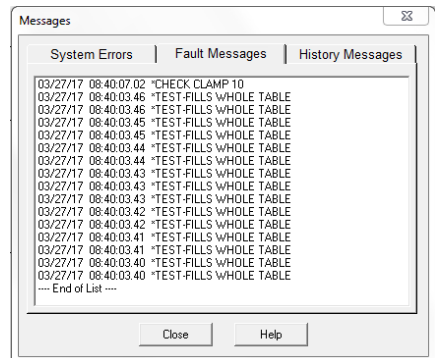 Messages
System Errors | Fault Messages | History Messages
03/27/17 08:40:07.02 *CHECK CLAMP 10
03/27/17 08:40:03.46 *TEST-FILLS WHOLE TABLE
03/27/17 08:40:03.46 *TEST-FILLS WHOLE TABLE
03/27/17 08:40:03.45 *TEST-FILLS WHOLE TABLE
03/27/17 08:40:03.45 *TEST-FILLS WHOLE TABLE
03/27/17 08:40:03.44 *TEST-FILLS WHOLE TABLE
03/27/17 08:40:03.44 *TEST-FILLS WHOLE TABLE
03/27/17 08:40:03.43 *TEST-FILLS WHOLE TABLE
03/27/17 08:40:03.43 *TEST-FILLS WHOLE TABLE
03/27/17 08:40:03.43 *TEST-FILLS WHOLE TABLE
03/27/17 08:40:03.42 *TEST-FILLS WHOLE TABLE
03/27/17 08:40:03.42 *TEST-FILLS WHOLE TABLE
03/27/17 08:40:03.41 *TEST-FILLS WHOLE TABLE
03/27/17 08:40:03.41 *TEST-FILLS WHOLE TABLE
03/27/17 08:40:03.40 *TEST-FILLS WHOLE TABLE
03/27/17 08:40:03.40 *TEST-FILLS WHOLE TABLE
---- End of List ----
Close Help